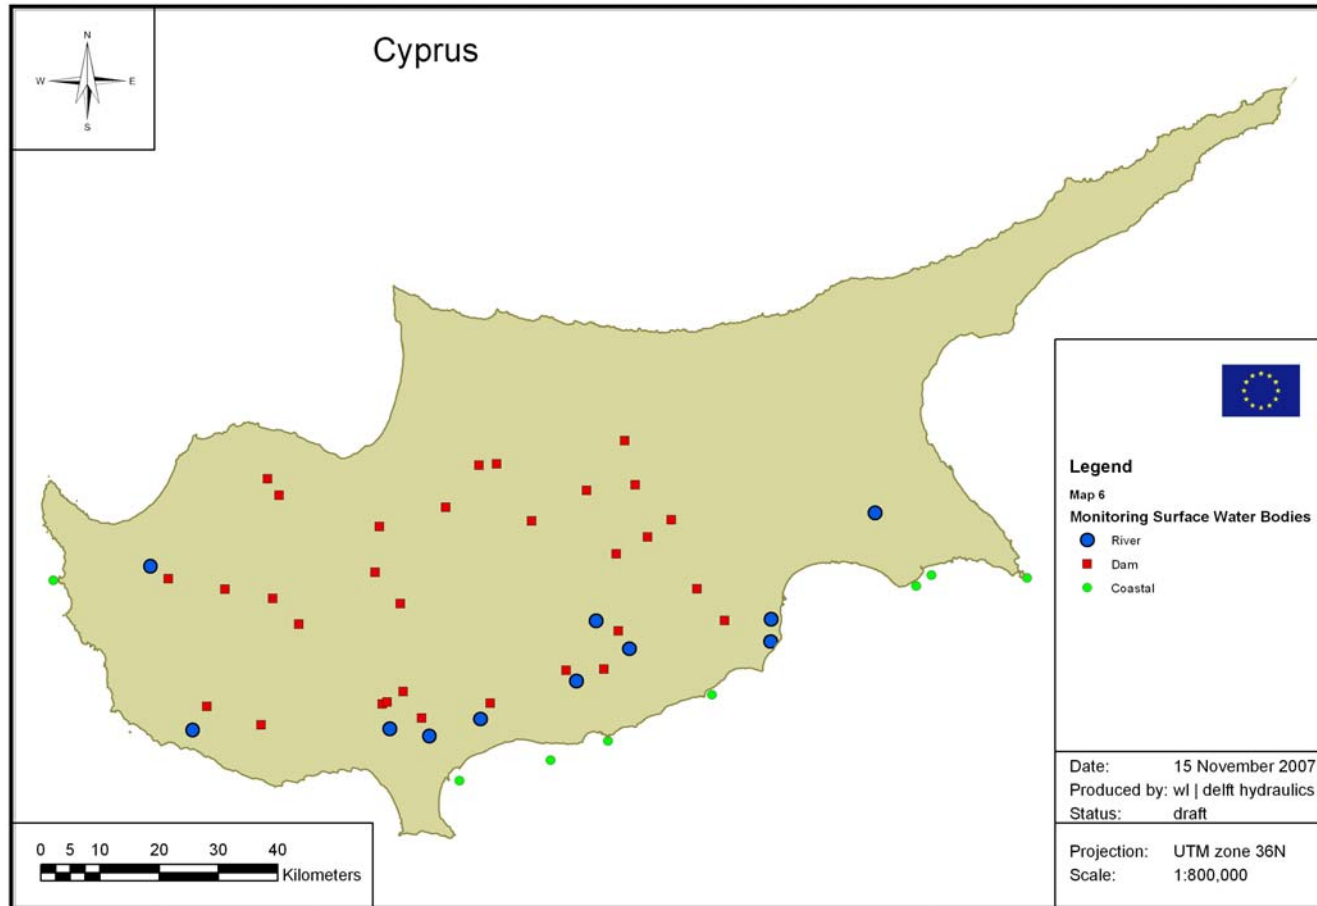 Cyprus
N
W E
S
Legend
Map 6
Monitoring Surface Water Bodies
River
Dam
Coastal
Date: 15 November 2007
Produced by: wl | delft hydraulics
Status: draft
Projection: UTM zone 36N
Scale: 1:800,000
0 5 10 20 30 40
Kilometers